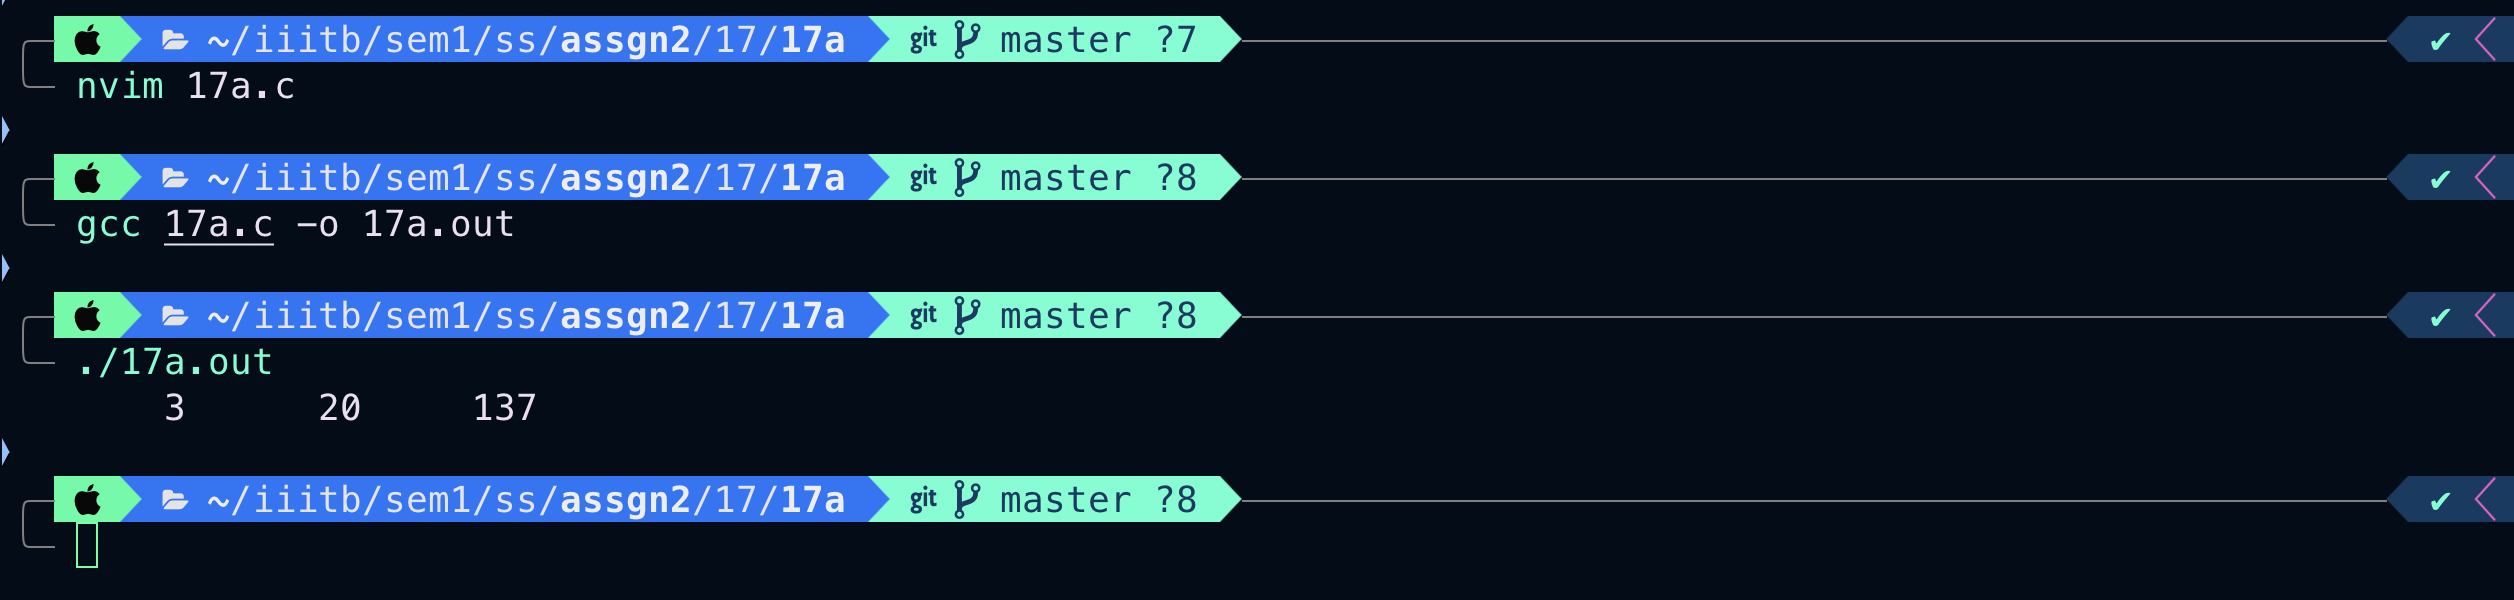 ~/iiitb/sem1/ss/assgn2/17/17a git master ?7 ✔
nvim 17a.c
~/iiitb/sem1/ss/assgn2/17/17a git master ?8 ✔
gcc 17a.c -o 17a.out
~/iiitb/sem1/ss/assgn2/17/17a git master ?8 ✔
./17a.out
3 20 137
~/iiitb/sem1/ss/assgn2/17/17a git master ?8 ✔